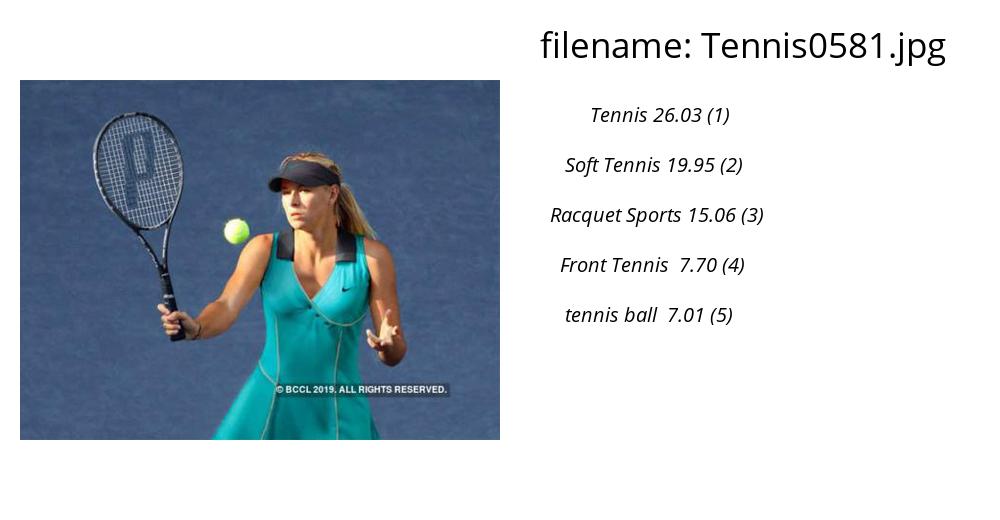 filename: Tennis0581.jpg
Tennis 26.03 (1)
Soft Tennis 19.95 (2)
Racquet Sports 15.06 (3)
Front Tennis 7.70 (4)
tennis ball 7.01 (5)
P
© BCCL 2019. ALL RIGHTS RESERVED.